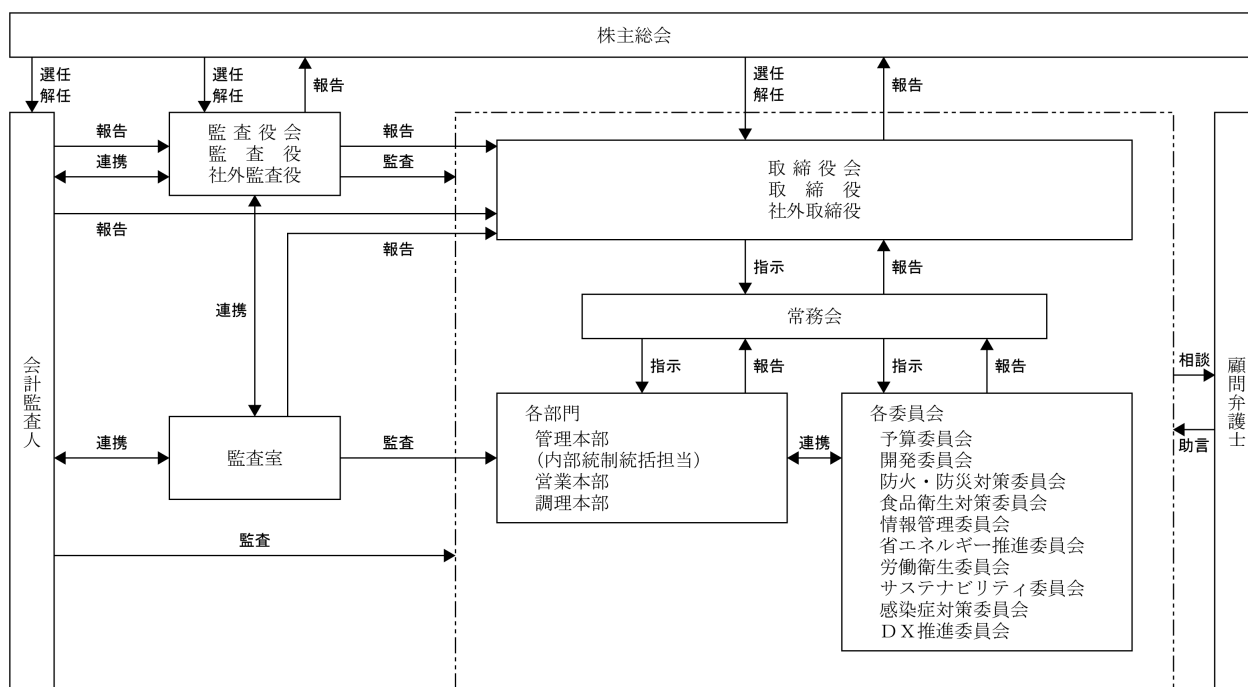 株主総会
選任
解任
選任
解任
報告
選任
解任
報告
報告
連携
監査役会
監査役
社外監査役
報告
監査
取締役会
取締役
社外取締役
報告
報告
連携
指示
報告
常務会
指示
報告
指示
報告
相談
助言
会計監査人
顧問弁護士
連携
監査室
監査
各部門
管理本部
(内部統制統括担当)
営業本部
調理本部
連携
各委員会
予算委員会
開発委員会
防火・防災対策委員会
食品衛生対策委員会
情報管理委員会
省エネルギー推進委員会
労働衛生委員会
サステナビリティ委員会
感染症対策委員会
DX推進委員会
監査